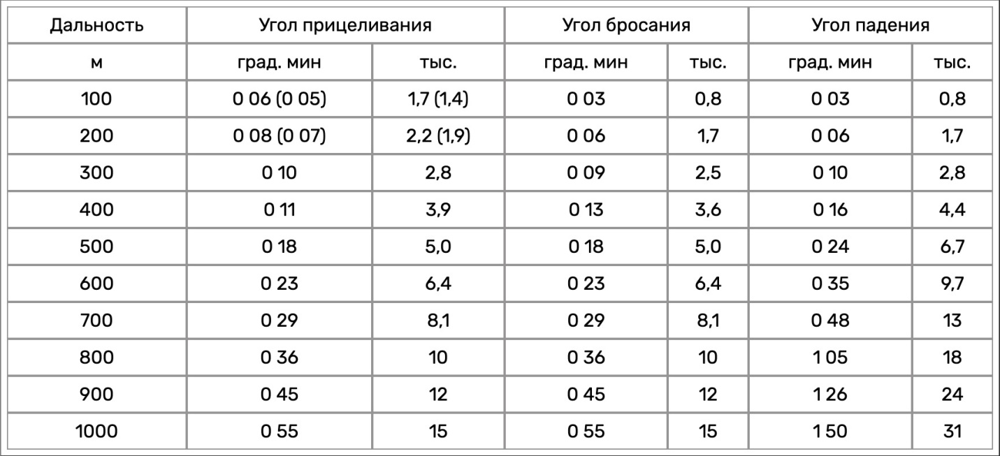 Дальность Угол прицеливания Угол бросания Угол падения
м град. мин тыс. град. мин тыс. град. мин тыс.
100 0 06 (0 05) 1,7 (1,4) 0 03 0,8 0 03 0,8
200 0 08 (0 07) 2,2 (1,9) 0 06 1,7 0 06 1,7
300 0 10 2,8 0 09 2,5 0 10 2,8
400 0 11 3,9 0 13 3,6 0 16 4,4
500 0 18 5,0 0 18 5,0 0 24 6,7
600 0 23 6,4 0 23 6,4 0 35 9,7
700 0 29 8,1 0 29 8,1 0 48 13
800 0 36 10 0 36 10 1 05 18
900 0 45 12 0 45 12 1 26 24
1000 0 55 15 0 55 15 1 50 31